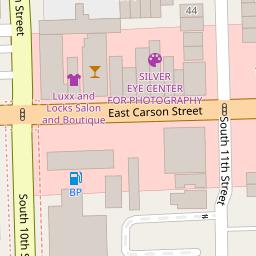 44
Street
SILVER
EYE CENTER
FOR PHOTOGRAPHY
Luxx and
Locks Salon
and Boutique
East Carson Street
South 11th Street
BP
South 10th S